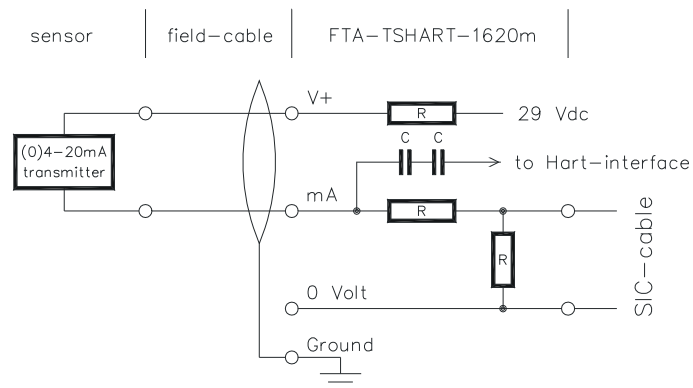 sensor
field-cable
FTA-TSHART-1620m
V+
R
29 Vdc
C
C
(0)4-20mA
transmitter
to Hart-interface
mA
R
R
SIC-cable
0 Volt
Ground